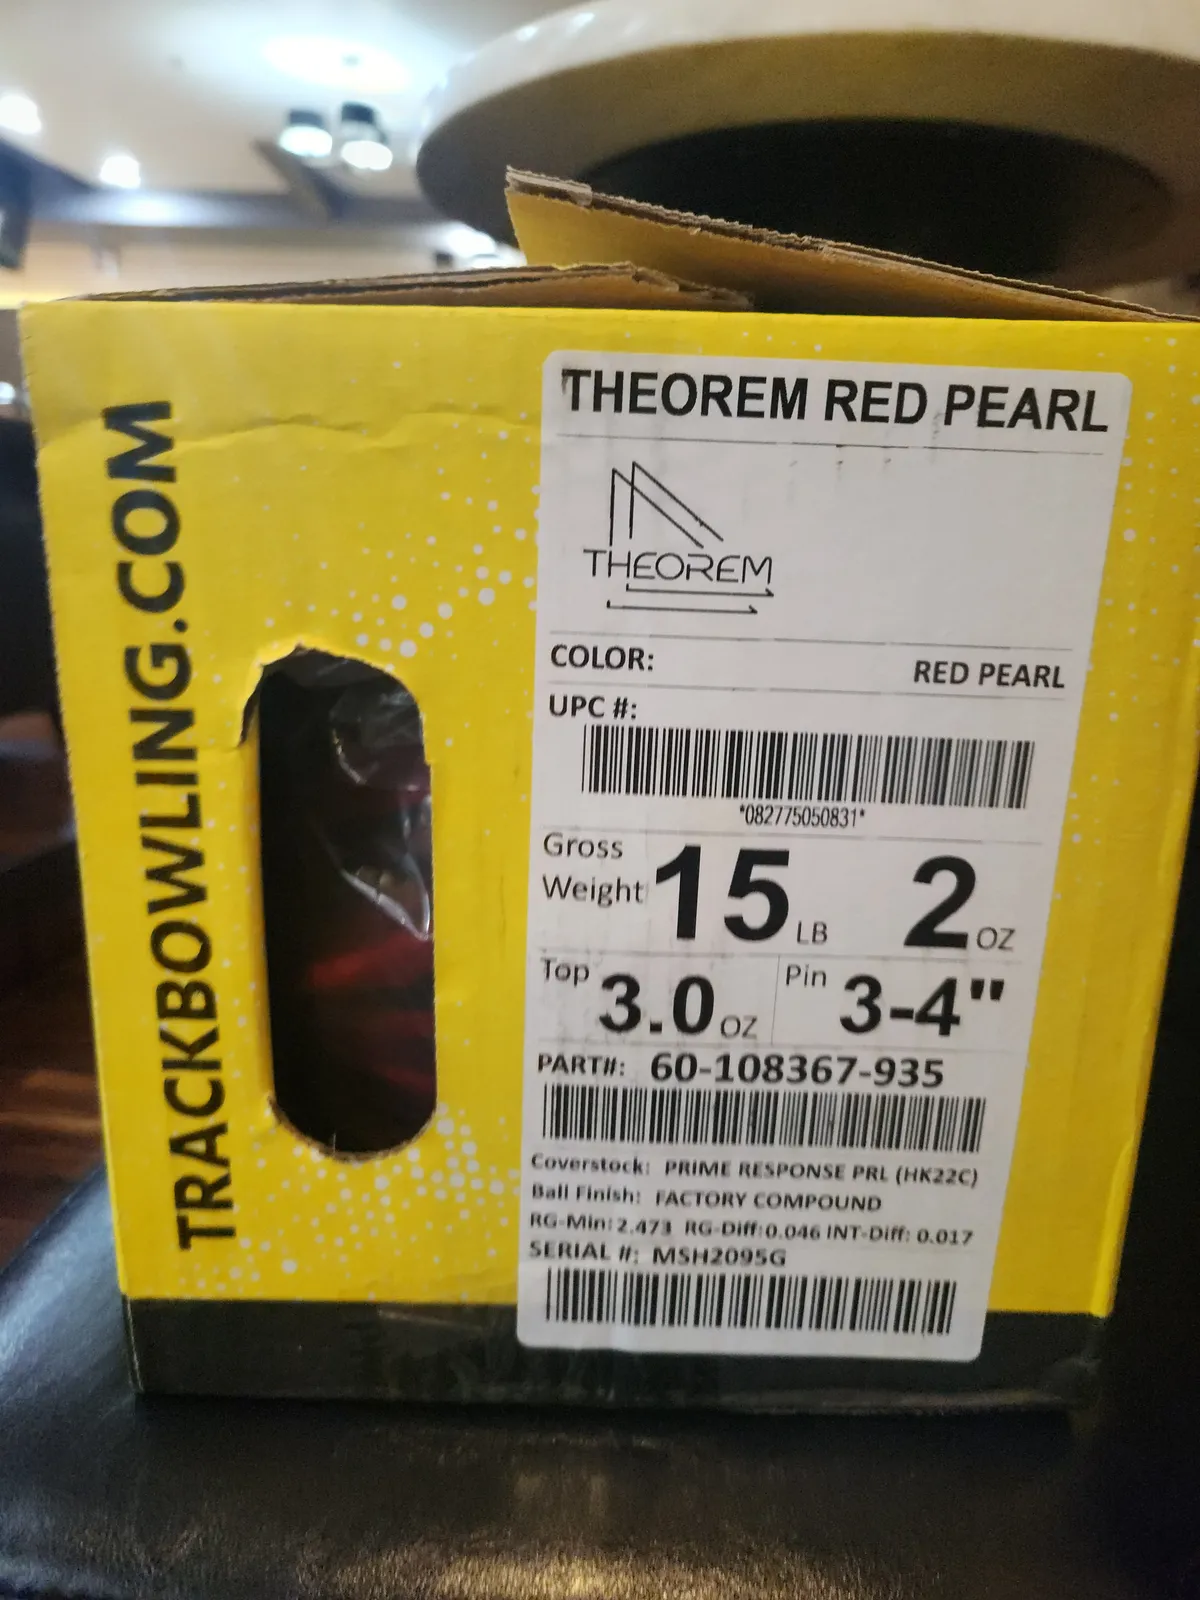 TRACKBOWLING.COM
THEOREM RED PEARL
THEOREM
COLOR: RED PEARL
UPC #:
*082775050831*
Gross Weight 15 LB 2 OZ
Top 3.0 OZ Pin 3-4"
PART#: 60-108367-935
Coverstock: PRIME RESPONSE PRL (HK22C)
Ball Finish: FACTORY COMPOUND
RG-Min: 2.473 RG-Diff: 0.046 INT-Diff: 0.017
SERIAL #: MSH2095G